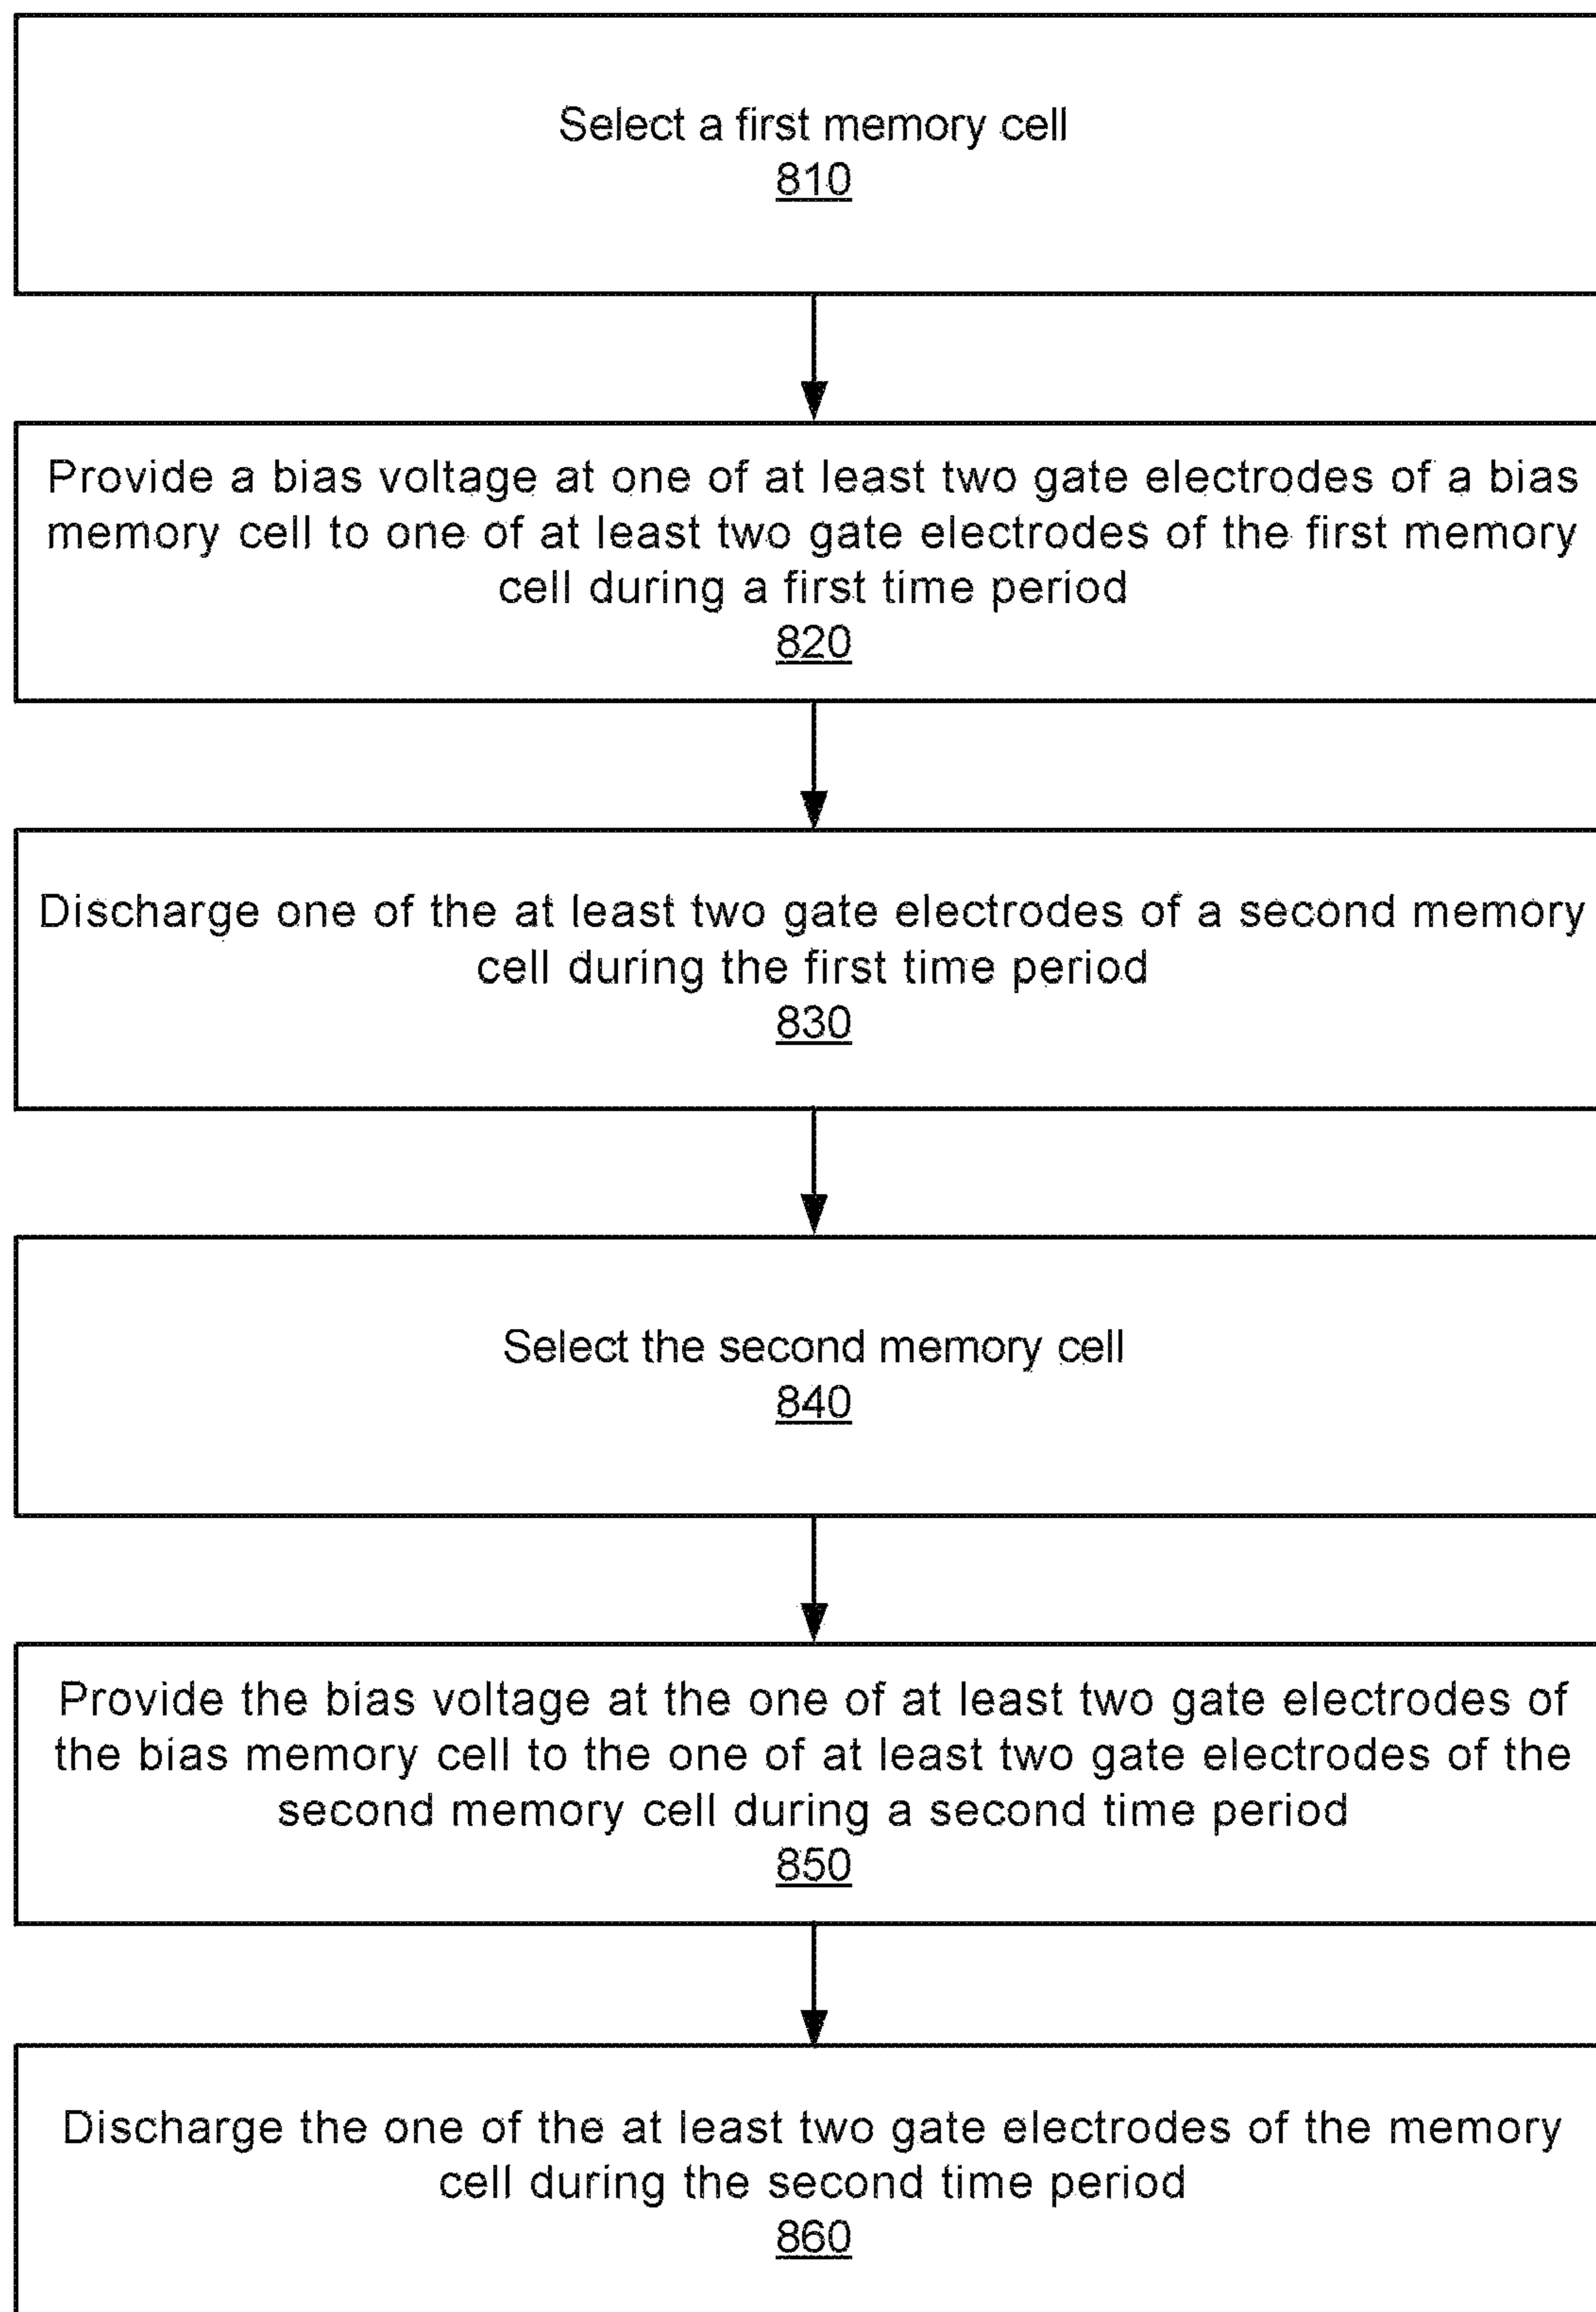 Select a first memory cell
810
Provide a bias voltage at one of at least two gate electrodes of a bias
memory cell to one of at least two gate electrodes of the first memory
cell during a first time period
820
Discharge one of the at least two gate electrodes of a second memory
cell during the first time period
830
Select the second memory cell
840
Provide the bias voltage at the one of at least two gate electrodes of
the bias memory cell to the one of at least two gate electrodes of the
second memory cell during a second time period
850
Discharge the one of the at least two gate electrodes of the memory
cell during the second time period
860